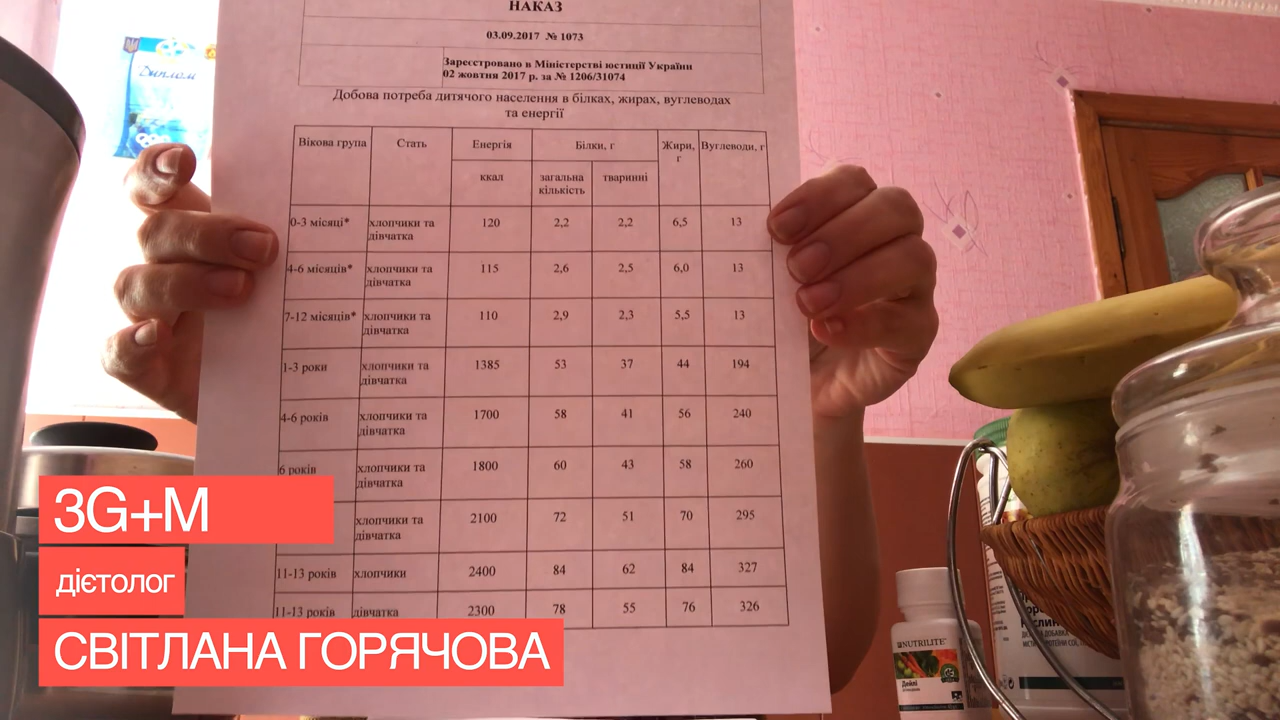 Диплом
НАКАЗ
03.09.2017 № 1073
Зареєстровано в Міністерстві юстиції України
02 жовтня 2017 р. за № 1206/31074
Добова потреба дитячого населення в білках, жирах, вуглеводах
та енергії
Вікова група Стать Енергія Білки, г Жири, г Вуглеводи, г
ккал загальна кількість тваринні
0-3 місяці* хлопчики та дівчатка 120 2,2 2,2 6,5 13
4-6 місяців* хлопчики та дівчатка 115 2,6 2,5 6,0 13
7-12 місяців* хлопчики та дівчатка 110 2,9 2,3 5,5 13
1-3 роки хлопчики та дівчатка 1385 53 37 44 194
4-6 років хлопчики та дівчатка 1700 58 41 56 240
6 років хлопчики та дівчатка 1800 60 43 58 260
хлопчики та дівчатка 2100 72 51 70 295
11-13 років хлопчики 2400 84 62 84 327
11-13 років дівчатка 2300 78 55 76 326
3G+M
дієтолог
СВІТЛАНА ГОРЯЧОВА
NUTRILITE
Дейлі